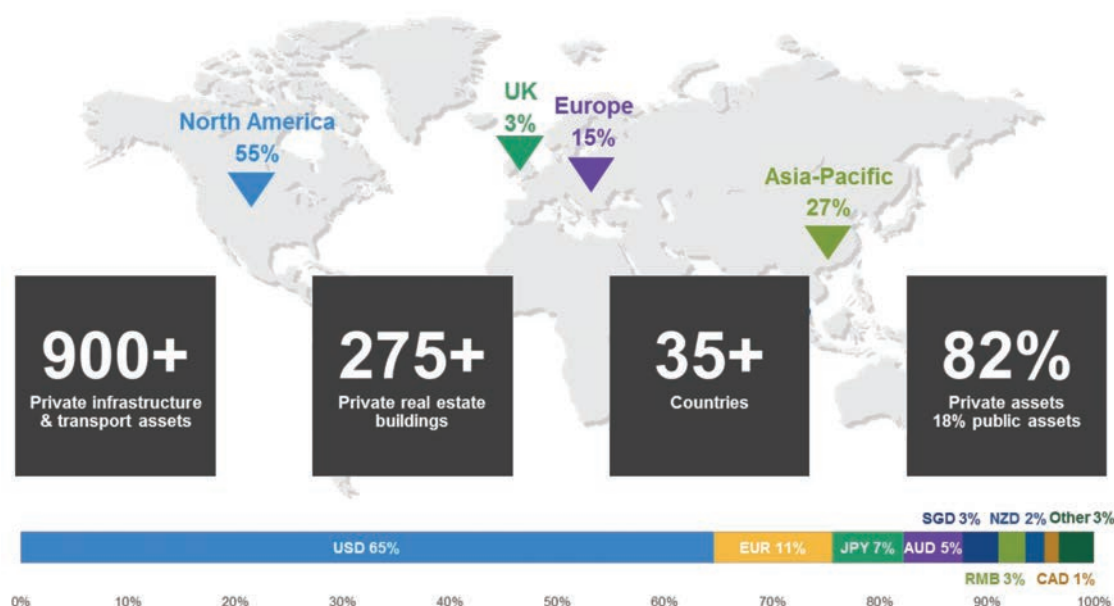 North America
55%
UK
3%
Europe
15%
Asia-Pacific
27%
900+
Private infrastructure
& transport assets
275+
Private real estate
buildings
35+
Countries
82%
Private assets
18% public assets
SGD 3% NZD 2% Other 3%
USD 65% EUR 11% JPY 7% AUD 5%
RMB 3% CAD 1%
0% 10% 20% 30% 40% 50% 60% 70% 80% 90% 100%